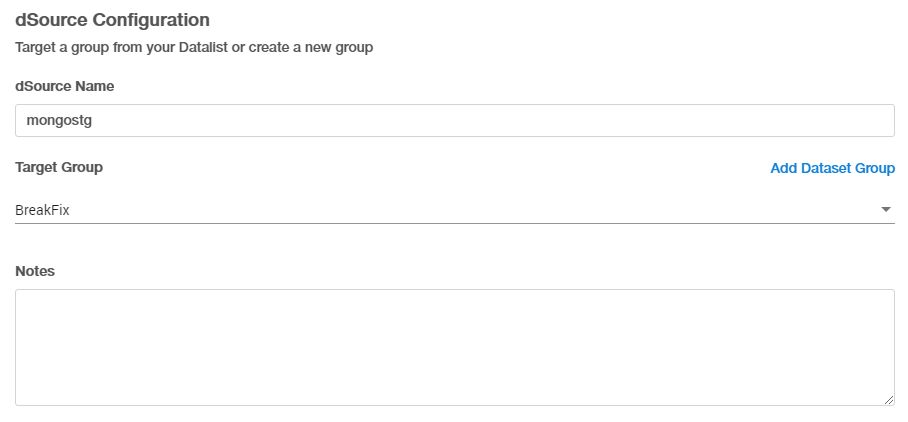 dSource Configuration
Target a group from your Datalist or create a new group
dSource Name
mongostg
Target Group
Add Dataset Group
BreakFix
Notes